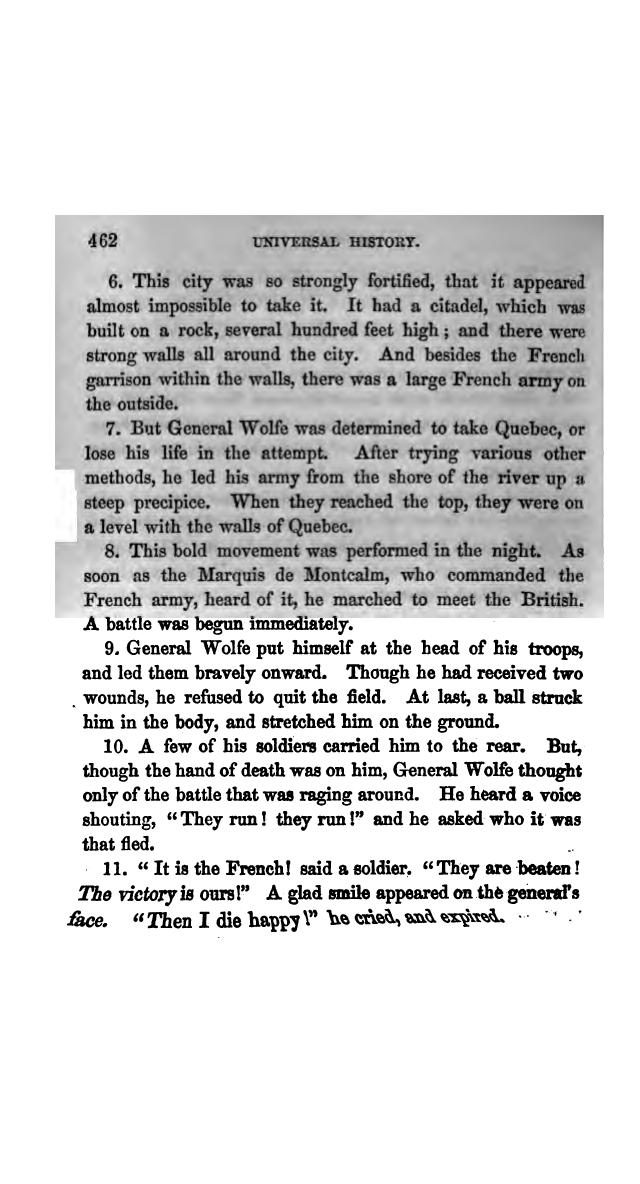 462 UNIVERSAL HISTORY.
6. This city was so strongly fortified, that it appeared
almost impossible to take it. It had a citadel, which was
built on a rock, several hundred feet high ; and there were
strong walls all around the city. And besides the French
garrison within the walls, there was a large French army on
the outside.
7. But General Wolfe was determined to take Quebec, or
lose his life in the attempt. After trying various other
methods, he led his army from the shore of the river up a
steep precipice. When they reached the top, they were on
a level with the walls of Quebec.
8. This bold movement was performed in the night. As
soon as the Marquis de Montcalm, who commanded the
French army, heard of it, he marched to meet the British.
A battle was begun immediately.
9. General Wolfe put himself at the head of his troops,
and led them bravely onward. Though he had received two
wounds, he refused to quit the field. At last, a ball struck
him in the body, and stretched him on the ground.
10. A few of his soldiers carried him to the rear. But,
though the hand of death was on him, General Wolfe thought
only of the battle that was raging around. He heard a voice
shouting, "They run! they run!" and he asked who it was
that fled.
11. " It is the French! said a soldier. "They are beaten!
The victory is ours!" A glad smile appeared on the general's
face. "Then I die happy!" he cried, and expired.